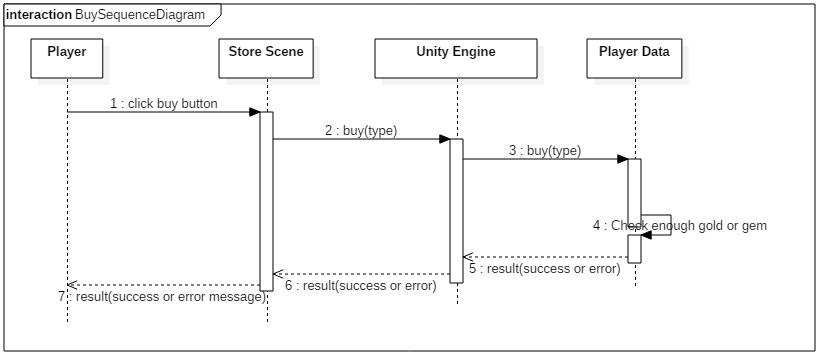 interaction BuySequenceDiagram
Player
Store Scene
Unity Engine
Player Data
1 : click buy button
2 : buy(type)
3 : buy(type)
4 : Check enough gold or gem
5 : result(success or error)
6 : result(success or error)
7 : result(success or error message)